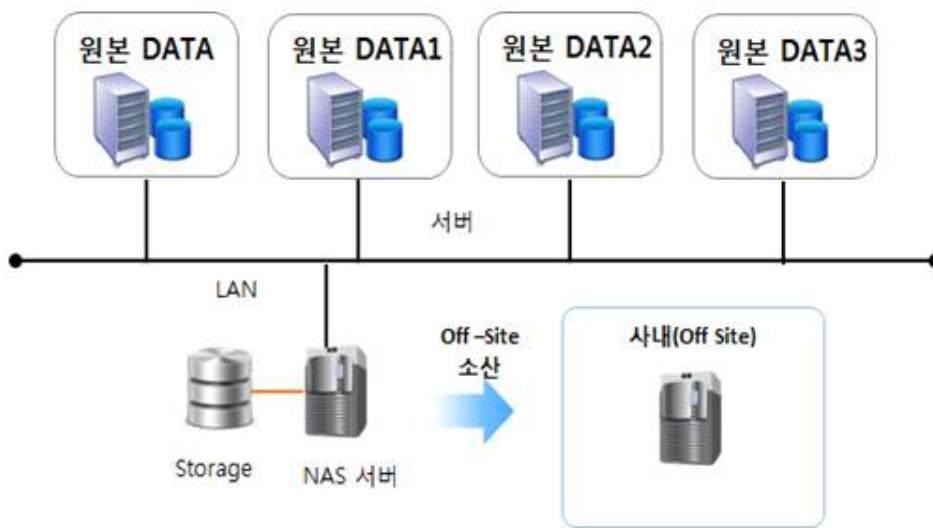 원본 DATA
원본 DATA1
원본 DATA2
원본 DATA3
서버
LAN
Off –Site
소산
사내(Off Site)
Storage
NAS 서버